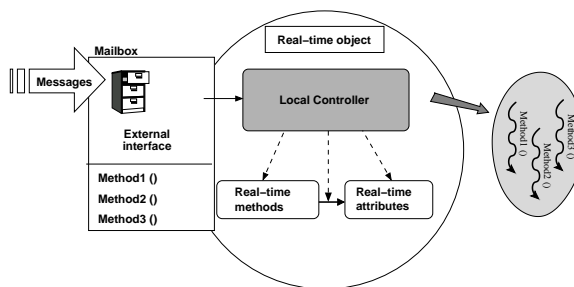 Mailbox
Messages
External
interface
Method1 ()
Method2 ()
Method3 ()
Real-time object
Local Controller
Real-time
methods
Real-time
attributes
Method1 ()
Method2 ()
Method3 ()